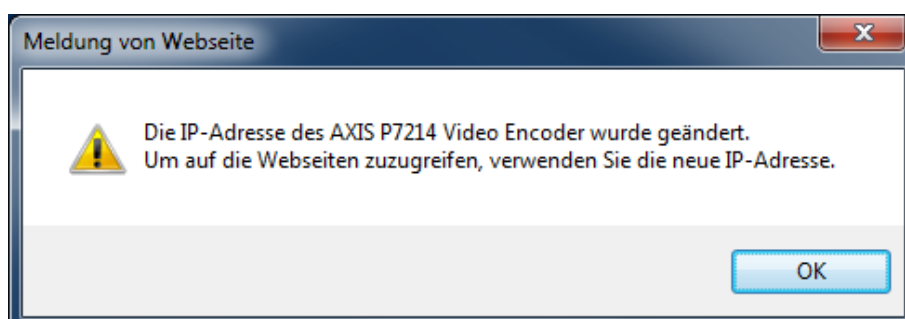 Meldung von Webseite
Die IP-Adresse des AXIS P7214 Video Encoder wurde geändert.
Um auf die Webseiten zuzugreifen, verwenden Sie die neue IP-Adresse.
OK